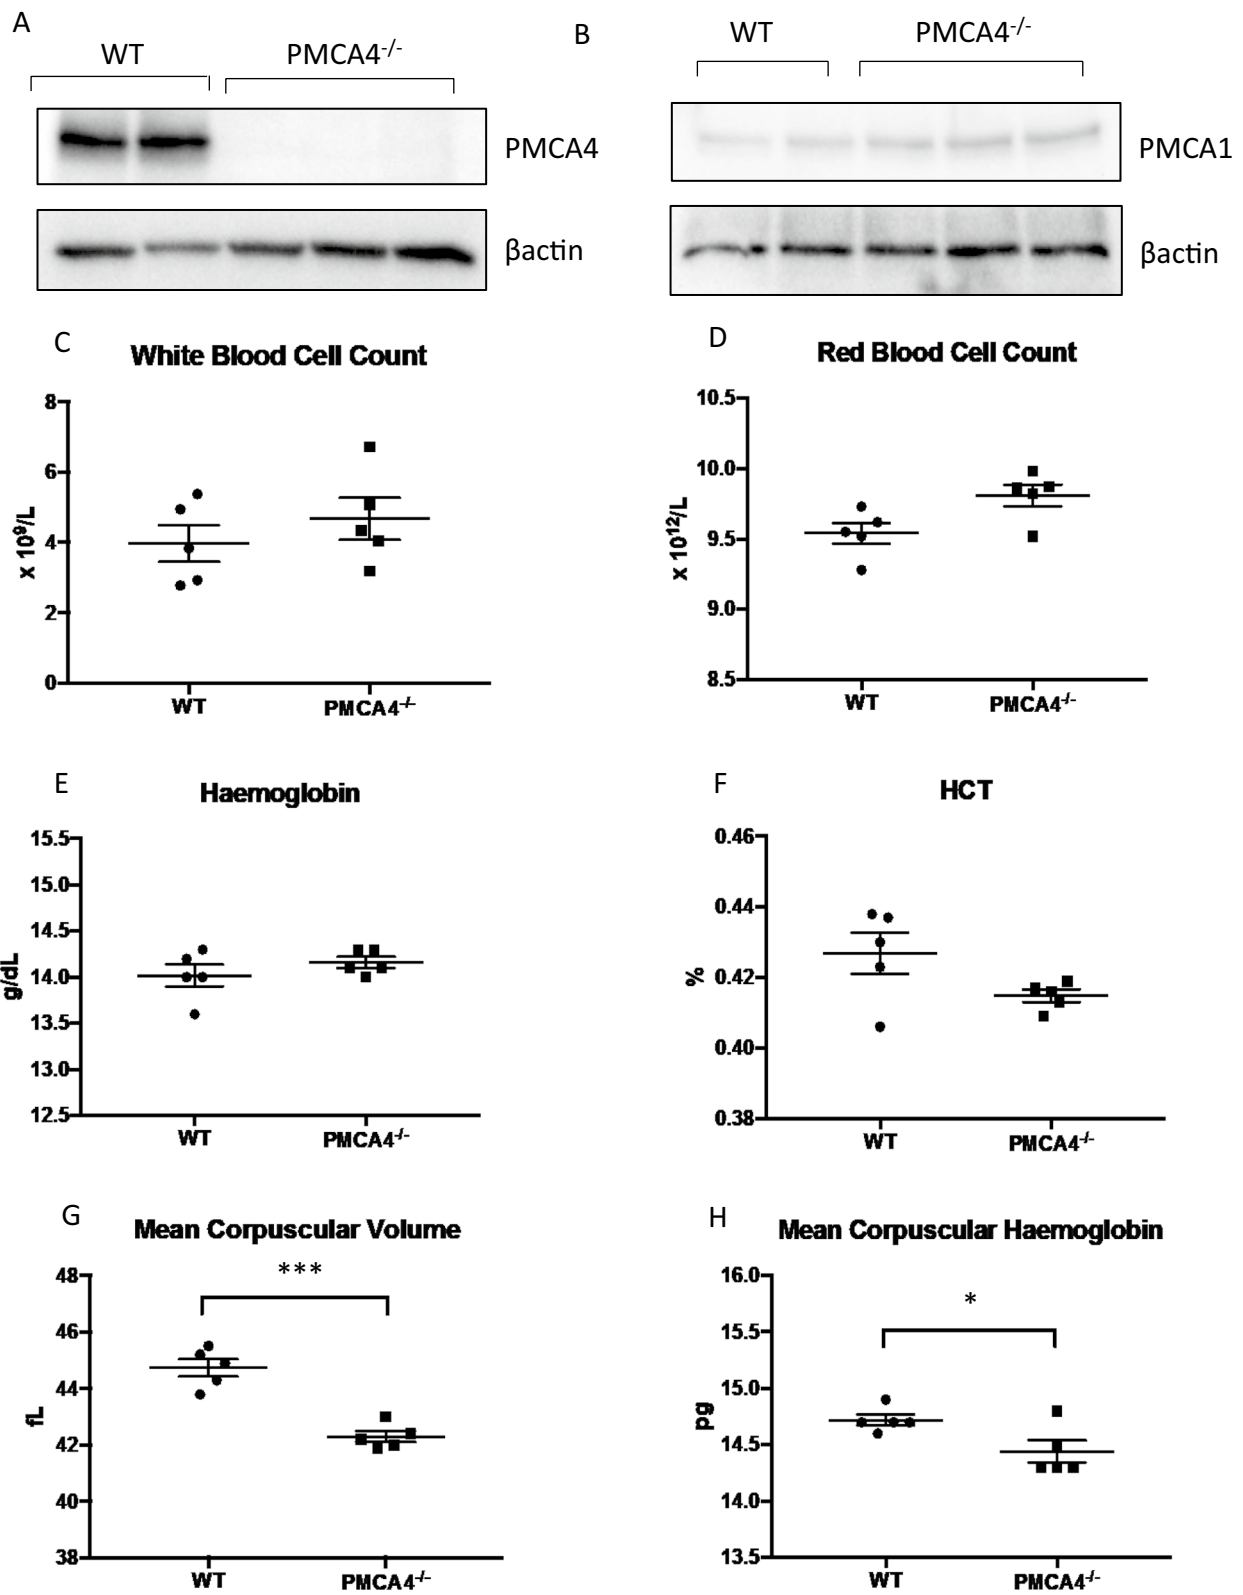 A
WT
PMCA4-/-
PMCA4
βactin
B
WT
PMCA4-/-
PMCA1
βactin
C
White Blood Cell Count
8
6
4
2
0
x 10⁹/L
WT
PMCA4-/-
D
Red Blood Cell Count
10.5
10.0
9.5
9.0
8.5
x 10¹²/L
WT
PMCA4-/-
E
Haemoglobin
15.5
15.0
14.5
14.0
13.5
13.0
12.5
g/dL
WT
PMCA4-/-
F
HCT
0.46
0.44
0.42
0.40
0.38
%
WT
PMCA4-/-
G
Mean Corpuscular Volume
***
48
46
44
42
40
38
fL
WT
PMCA4-/-
H
Mean Corpuscular Haemoglobin
*
16.0
15.5
15.0
14.5
14.0
13.5
pg
WT
PMCA4-/-